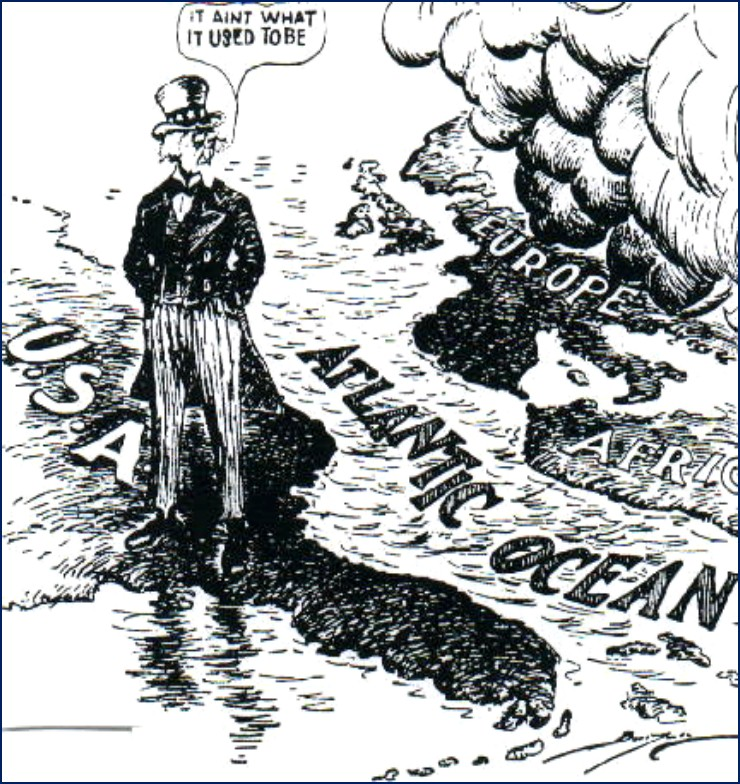 IT AINT WHAT
IT USED TO BE
EUROPE
U.S.A
ATLANTIC
OCEAN
AFRIC